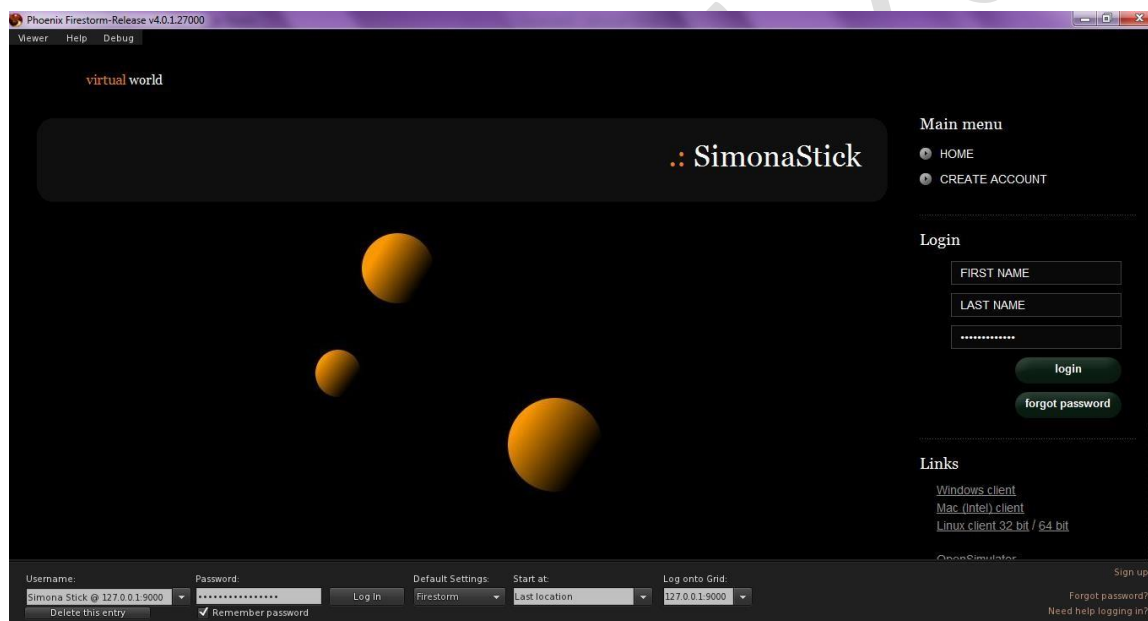 Phoenix Firestorm-Release v4.0.1.27000
Viewer Help Debug
virtual world
.: SimonaStick
Main menu
HOME
CREATE ACCOUNT
Login
FIRST NAME
LAST NAME
•••••••••••••
login
forgot password
Links
Windows client
Mac (Intel) client
Linux client 32 bit / 64 bit
OpenSimulator
Username: Password: Default Settings: Start at: Log onto Grid:
Simona Stick @ 127.0.0.1:9000 •••••••••••••••• Log In Firestorm Last location 127.0.0.1:9000
Delete this entry Remember password
Sign up
Forgot password?
Need help logging in?